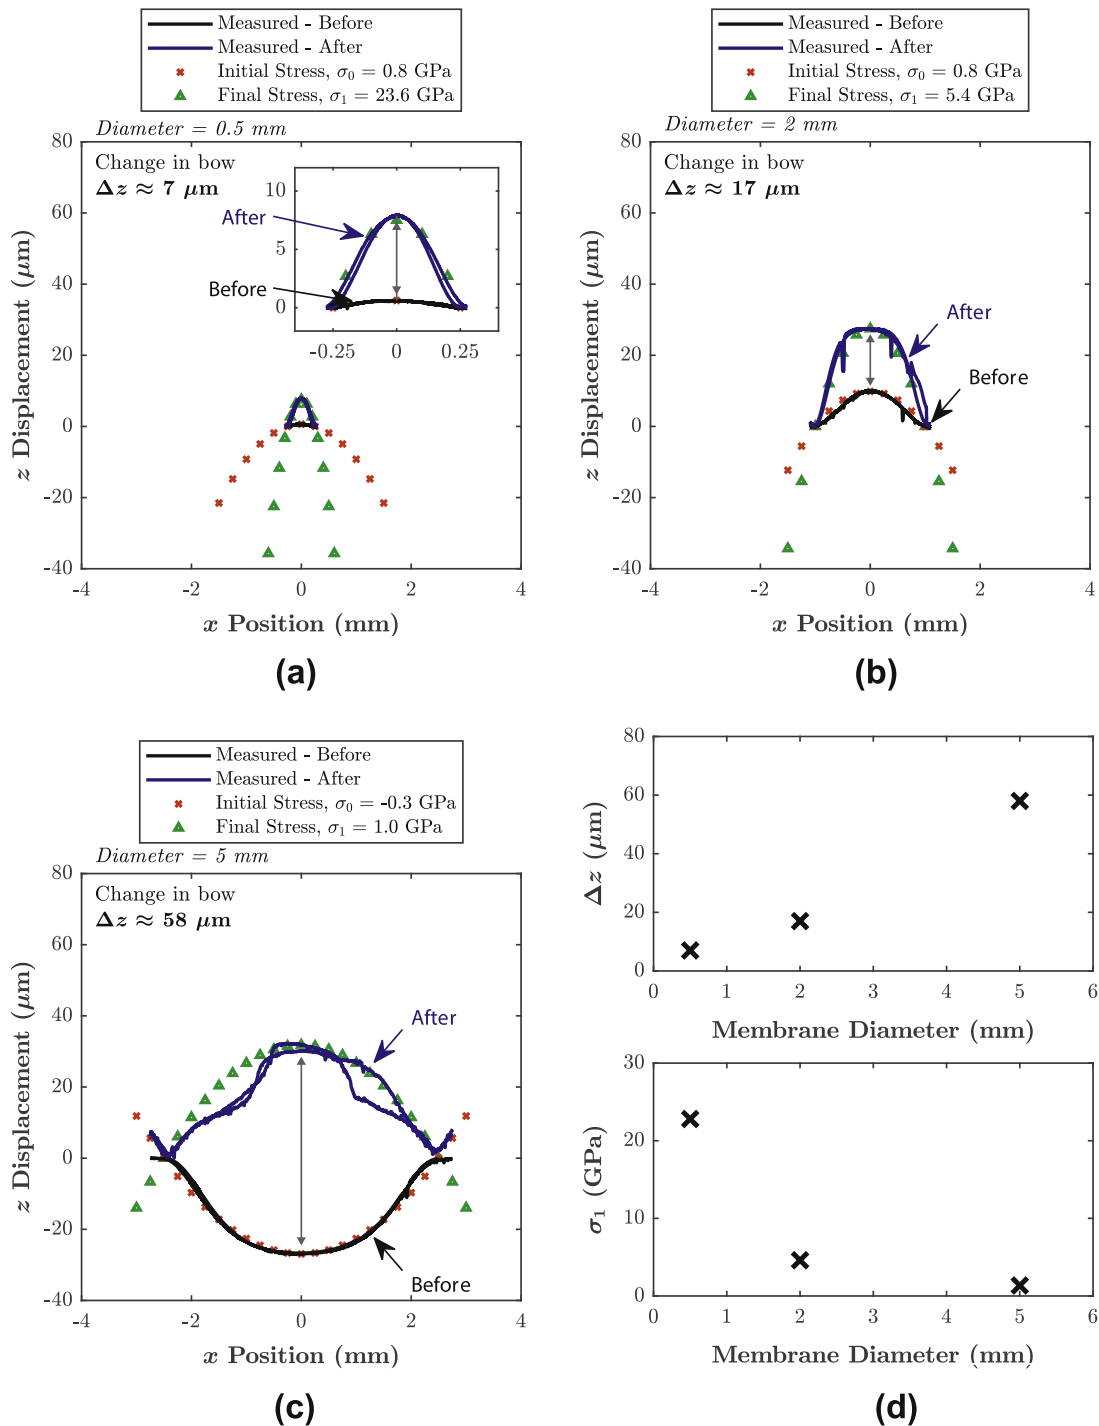 Measured - Before
Measured - After
Initial Stress, σ0 = 0.8 GPa
Final Stress, σ1 = 23.6 GPa
Diameter = 0.5 mm
Change in bow
Δz ≈ 7 μm
After
Before
10
5
0
-0.25 0 0.25
80
60
40
20
0
-20
-40
z Displacement (μm)
-4 -2 0 2 4
x Position (mm)
(a)
Measured - Before
Measured - After
Initial Stress, σ0 = 0.8 GPa
Final Stress, σ1 = 5.4 GPa
Diameter = 2 mm
Change in bow
Δz ≈ 17 μm
After
Before
80
60
40
20
0
-20
-40
z Displacement (μm)
-4 -2 0 2 4
x Position (mm)
(b)
Measured - Before
Measured - After
Initial Stress, σ0 = -0.3 GPa
Final Stress, σ1 = 1.0 GPa
Diameter = 5 mm
Change in bow
Δz ≈ 58 μm
After
Before
80
60
40
20
0
-20
-40
z Displacement (μm)
-4 -2 0 2 4
x Position (mm)
(c)
80
60
40
20
0
Δz (μm)
0 1 2 3 4 5 6
Membrane Diameter (mm)
30
20
10
0
σ1 (GPa)
0 1 2 3 4 5 6
Membrane Diameter (mm)
(d)